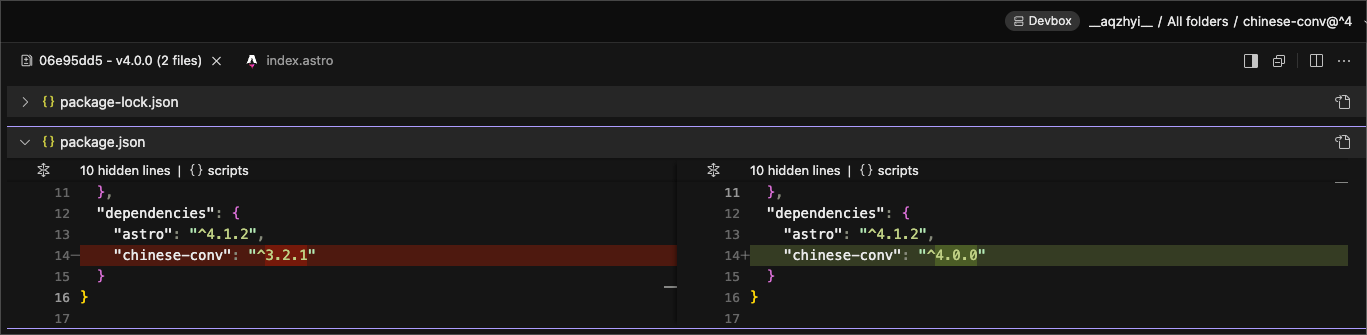 Devbox __aqzhyi__ / All folders / chinese-conv@^4
06e95dd5 - v4.0.0 (2 files) × index.astro
{} package-lock.json
{} package.json
10 hidden lines | {} scripts
11 },
12 "dependencies": {
13 "astro": "^4.1.2",
14— "chinese-conv": "^3.2.1"
15 }
16 }
17
10 hidden lines | {} scripts
11 },
12 "dependencies": {
13 "astro": "^4.1.2",
14+ "chinese-conv": "^4.0.0"
15 }
16 }
17